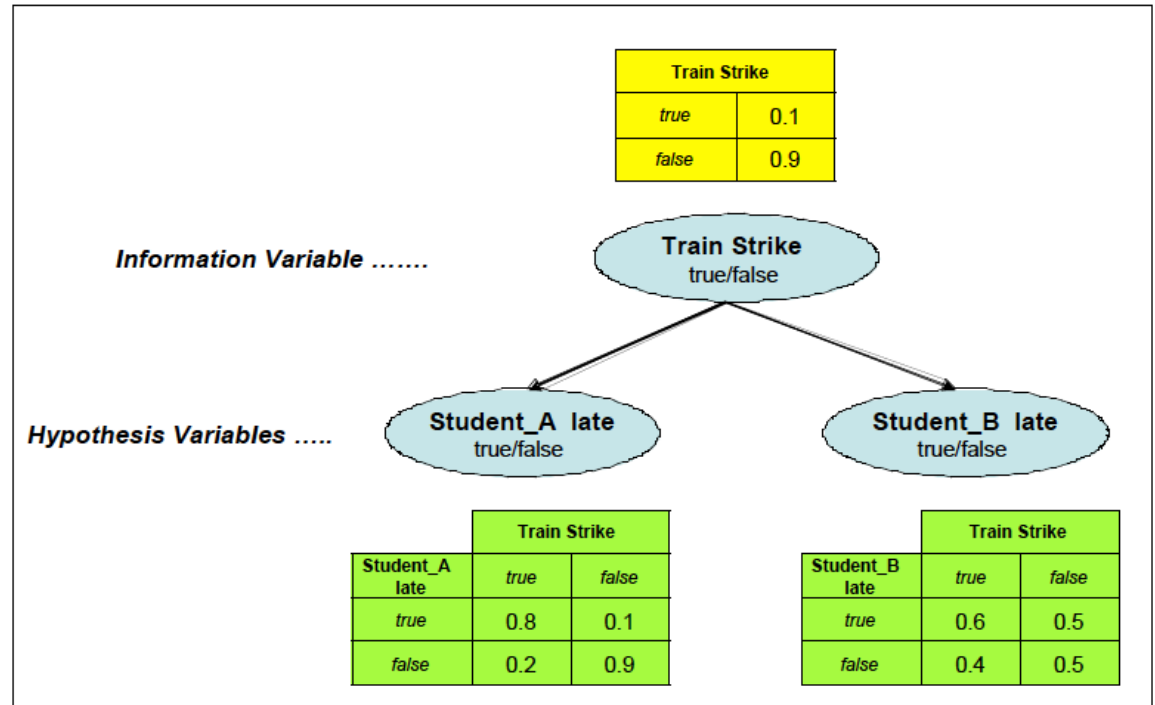 Train Strike
true 0.1
false 0.9
Information Variable …….
Train Strike
true/false
Hypothesis Variables …..
Student_A late
true/false
Student_B late
true/false
Train Strike
Student_A
late
true false
true 0.8 0.1
false 0.2 0.9
Train Strike
Student_B
late
true false
true 0.6 0.5
false 0.4 0.5